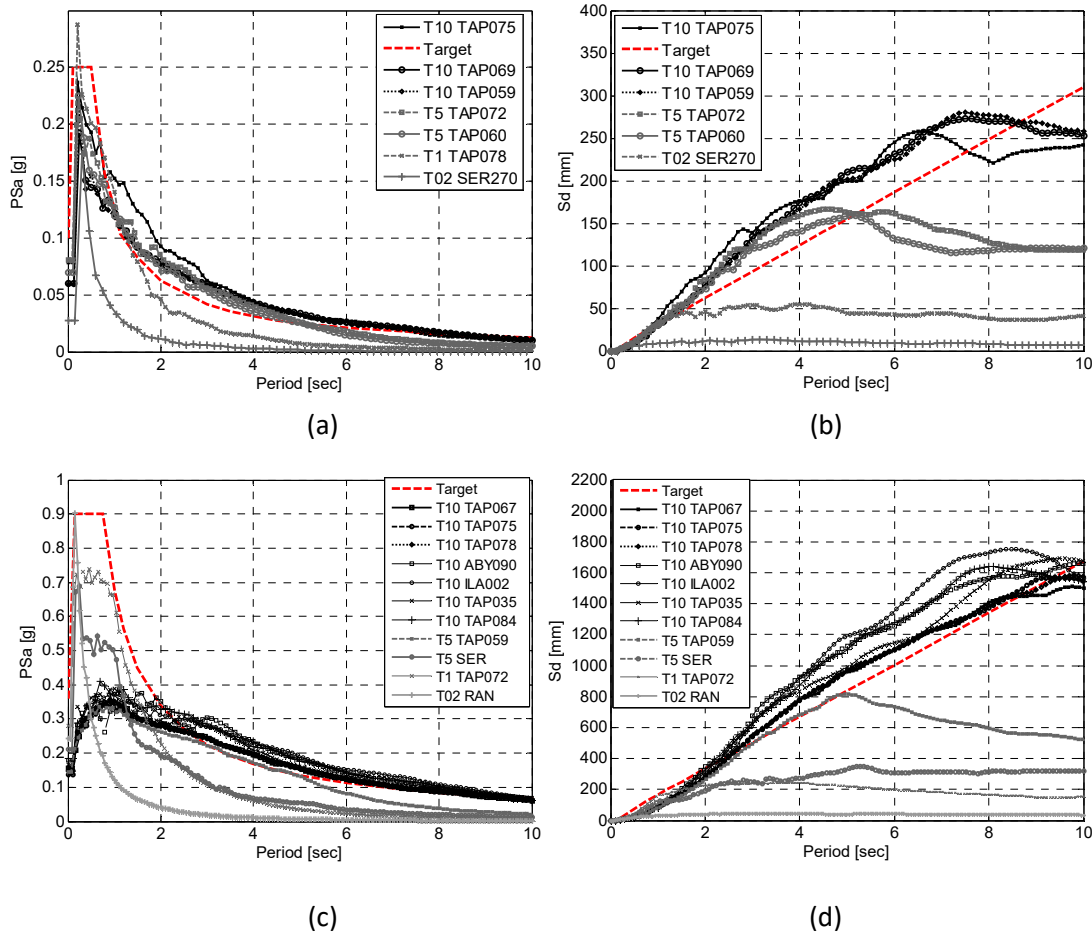 PSa [g]
0.25
0.2
0.15
0.1
0.05
0
0 2 4 6 8 10
Period [sec]
T10 TAP075
Target
T10 TAP069
T10 TAP059
T5 TAP072
T5 TAP060
T1 TAP078
T02 SER270
(a)
Sd [mm]
400
350
300
250
200
150
100
50
0
0 2 4 6 8 10
Period [sec]
T10 TAP075
Target
T10 TAP069
T10 TAP059
T5 TAP072
T5 TAP060
T02 SER270
(b)
PSa [g]
1
0.9
0.8
0.7
0.6
0.5
0.4
0.3
0.2
0.1
0
0 2 4 6 8 10
Period [sec]
Target
T10 TAP067
T10 TAP075
T10 TAP078
T10 ABY090
T10 ILA002
T10 TAP035
T10 TAP084
T5 TAP059
T5 SER
T1 TAP072
T02 RAN
(c)
Sd [mm]
2200
2000
1800
1600
1400
1200
1000
800
600
400
200
0
0 2 4 6 8 10
Period [sec]
Target
T10 TAP067
T10 TAP075
T10 TAP078
T10 ABY090
T10 ILA002
T10 TAP035
T10 TAP084
T5 TAP059
T5 SER
T1 TAP072
T02 RAN
(d)